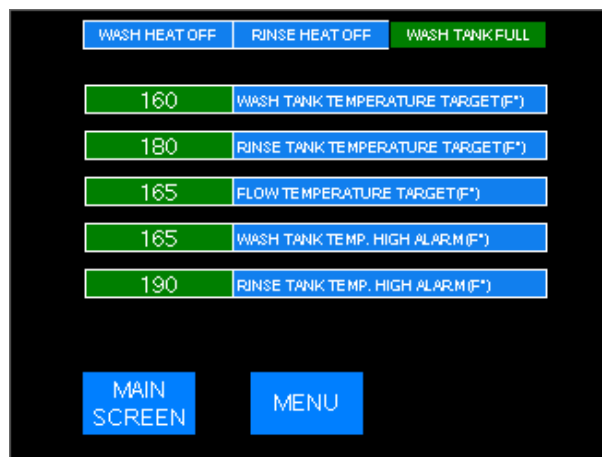 WASH HEAT OFF RINSE HEAT OFF WASH TANK FULL
160 WASH TANK TEMPERATURE TARGET(F°)
180 RINSE TANK TEMPERATURE TARGET(F°)
165 FLOW TEMPERATURE TARGET(F°)
165 WASH TANK TEMP. HIGH ALARM(F°)
190 RINSE TANK TEMP. HIGH ALARM(F°)
MAIN
SCREEN
MENU